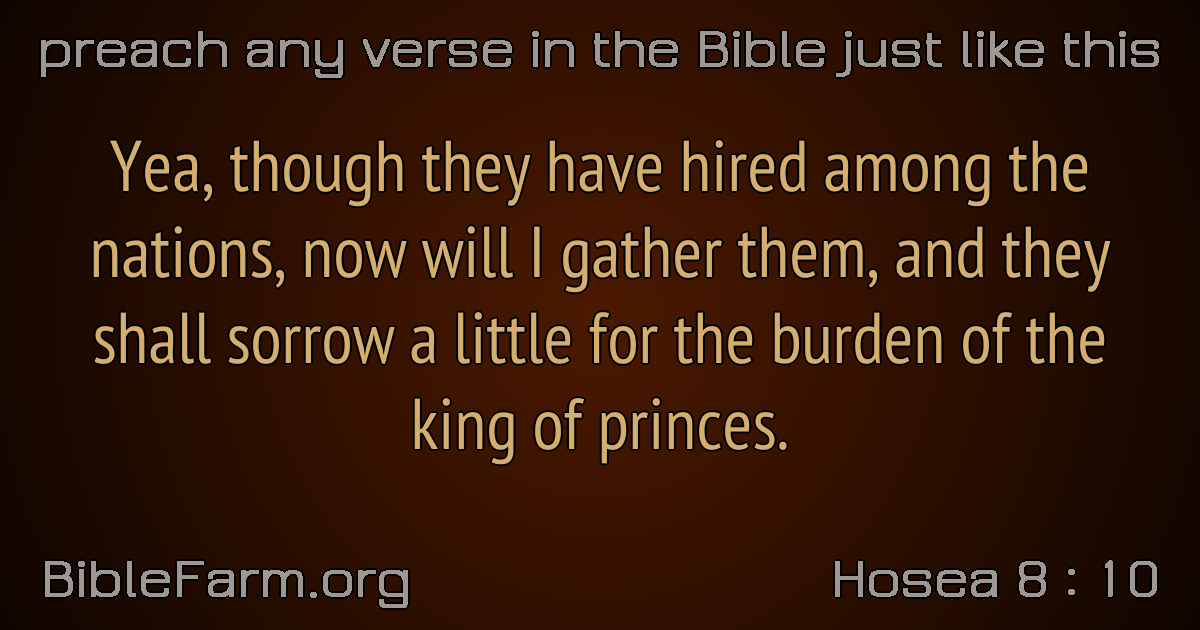 preach any verse in the Bible just like this
Yea, though they have hired among the
nations, now will I gather them, and they
shall sorrow a little for the burden of the
king of princes.
BibleFarm.org
Hosea 8 : 10